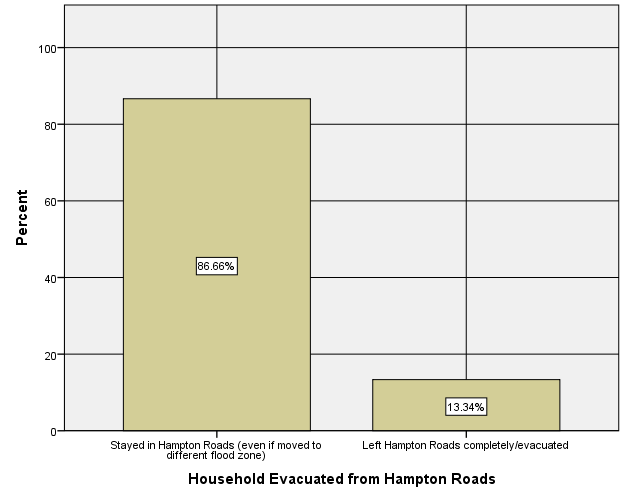 Percent
100
80
60
40
20
0
86.66%
13.34%
Stayed in Hampton Roads (even if moved to
different flood zone)
Left Hampton Roads completely/evacuated
Household Evacuated from Hampton Roads